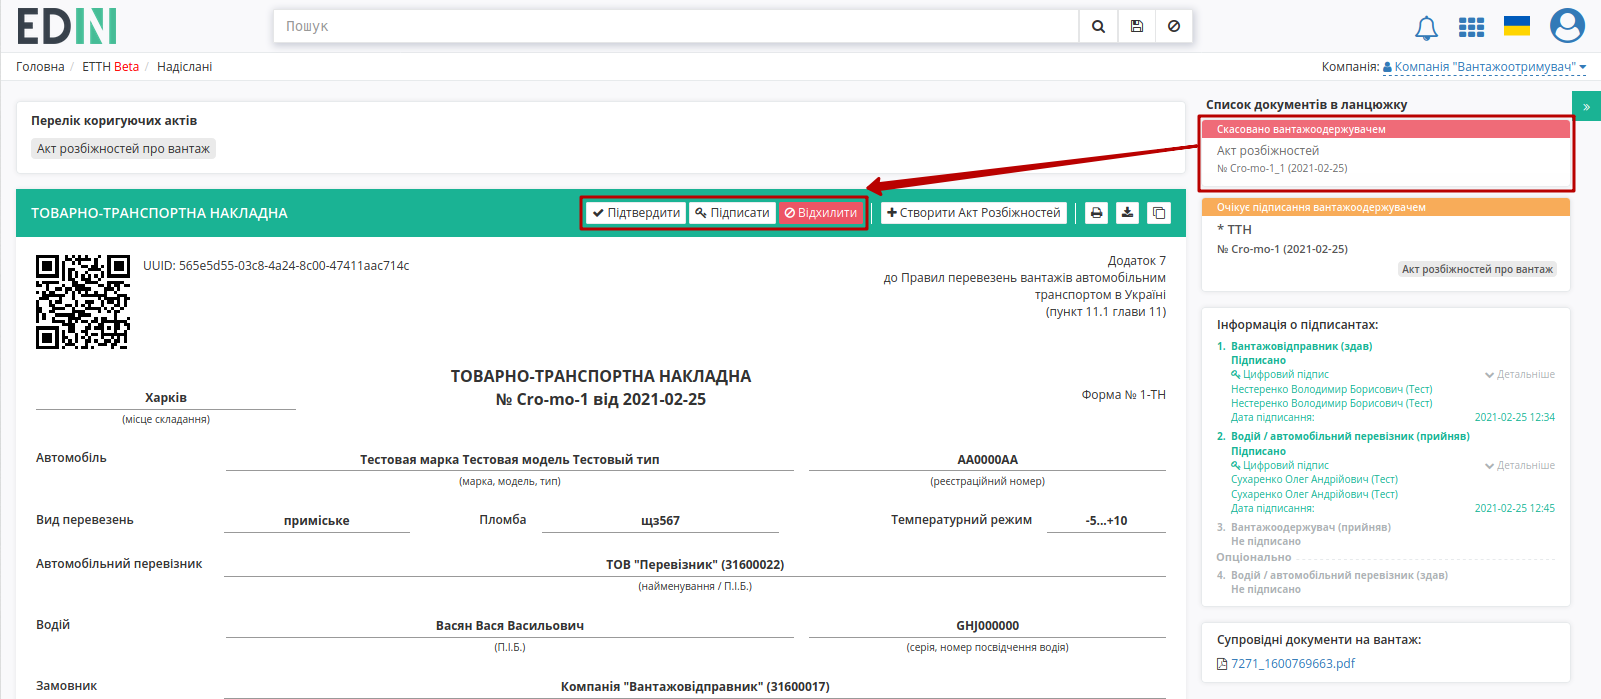 EDIN
Пошук
Головна / ЕТТН Beta / Надіслані
Компанія: Компанія "Вантажоотримувач"
Перелік коригуючих актів
Акт розбіжностей про вантаж
ТОВАРНО-ТРАНСПОРТНА НАКЛАДНА
Підтвердити Підписати Відхилити Створити Акт Розбіжностей
UUID: 565e5d55-03c8-4a24-8c00-47411aac714c
Додаток 7
до Правил перевезень вантажів автомобільним
транспортом в Україні
(пункт 11.1 глави 11)
ТОВАРНО-ТРАНСПОРТНА НАКЛАДНА
№ Cro-mo-1 від 2021-02-25
Харків
(місце складання)
Форма № 1-ТН
Автомобіль
Тестовая марка Тестовая модель Тестовый тип
(марка, модель, тип)
АА0000АА
(реєстраційний номер)
Вид перевезень
приміське
Пломба
щз567
Температурний режим
-5...+10
Автомобільний перевізник
ТОВ "Перевізник" (31600022)
(найменування / П.І.Б.)
Водій
Васян Вася Васильович
(П.І.Б.)
GHJ000000
(серія, номер посвідчення водія)
Замовник
Компанія "Вантажовідправник" (31600017)
Список документів в ланцюжку
»
Скасовано вантажоодержувачем
Акт розбіжностей
№ Cro-mo-1_1 (2021-02-25)
Очікує підписання вантажоодержувачем
* ТТН
№ Cro-mo-1 (2021-02-25)
Акт розбіжностей про вантаж
Інформація о підписантах:
1. Вантажовідправник (здав)
Підписано
Цифровий підпис Детальніше
Нестеренко Володимир Борисович (Тест)
Нестеренко Володимир Борисович (Тест)
Дата підписання: 2021-02-25 12:34
2. Водій / автомобільний перевізник (прийняв)
Підписано
Цифровий підпис Детальніше
Сухаренко Олег Андрійович (Тест)
Сухаренко Олег Андрійович (Тест)
Дата підписання: 2021-02-25 12:45
3. Вантажоодержувач (прийняв)
Не підписано
Опціонально
4. Водій / автомобільний перевізник (здав)
Не підписано
Супровідні документи на вантаж:
7271_1600769663.pdf